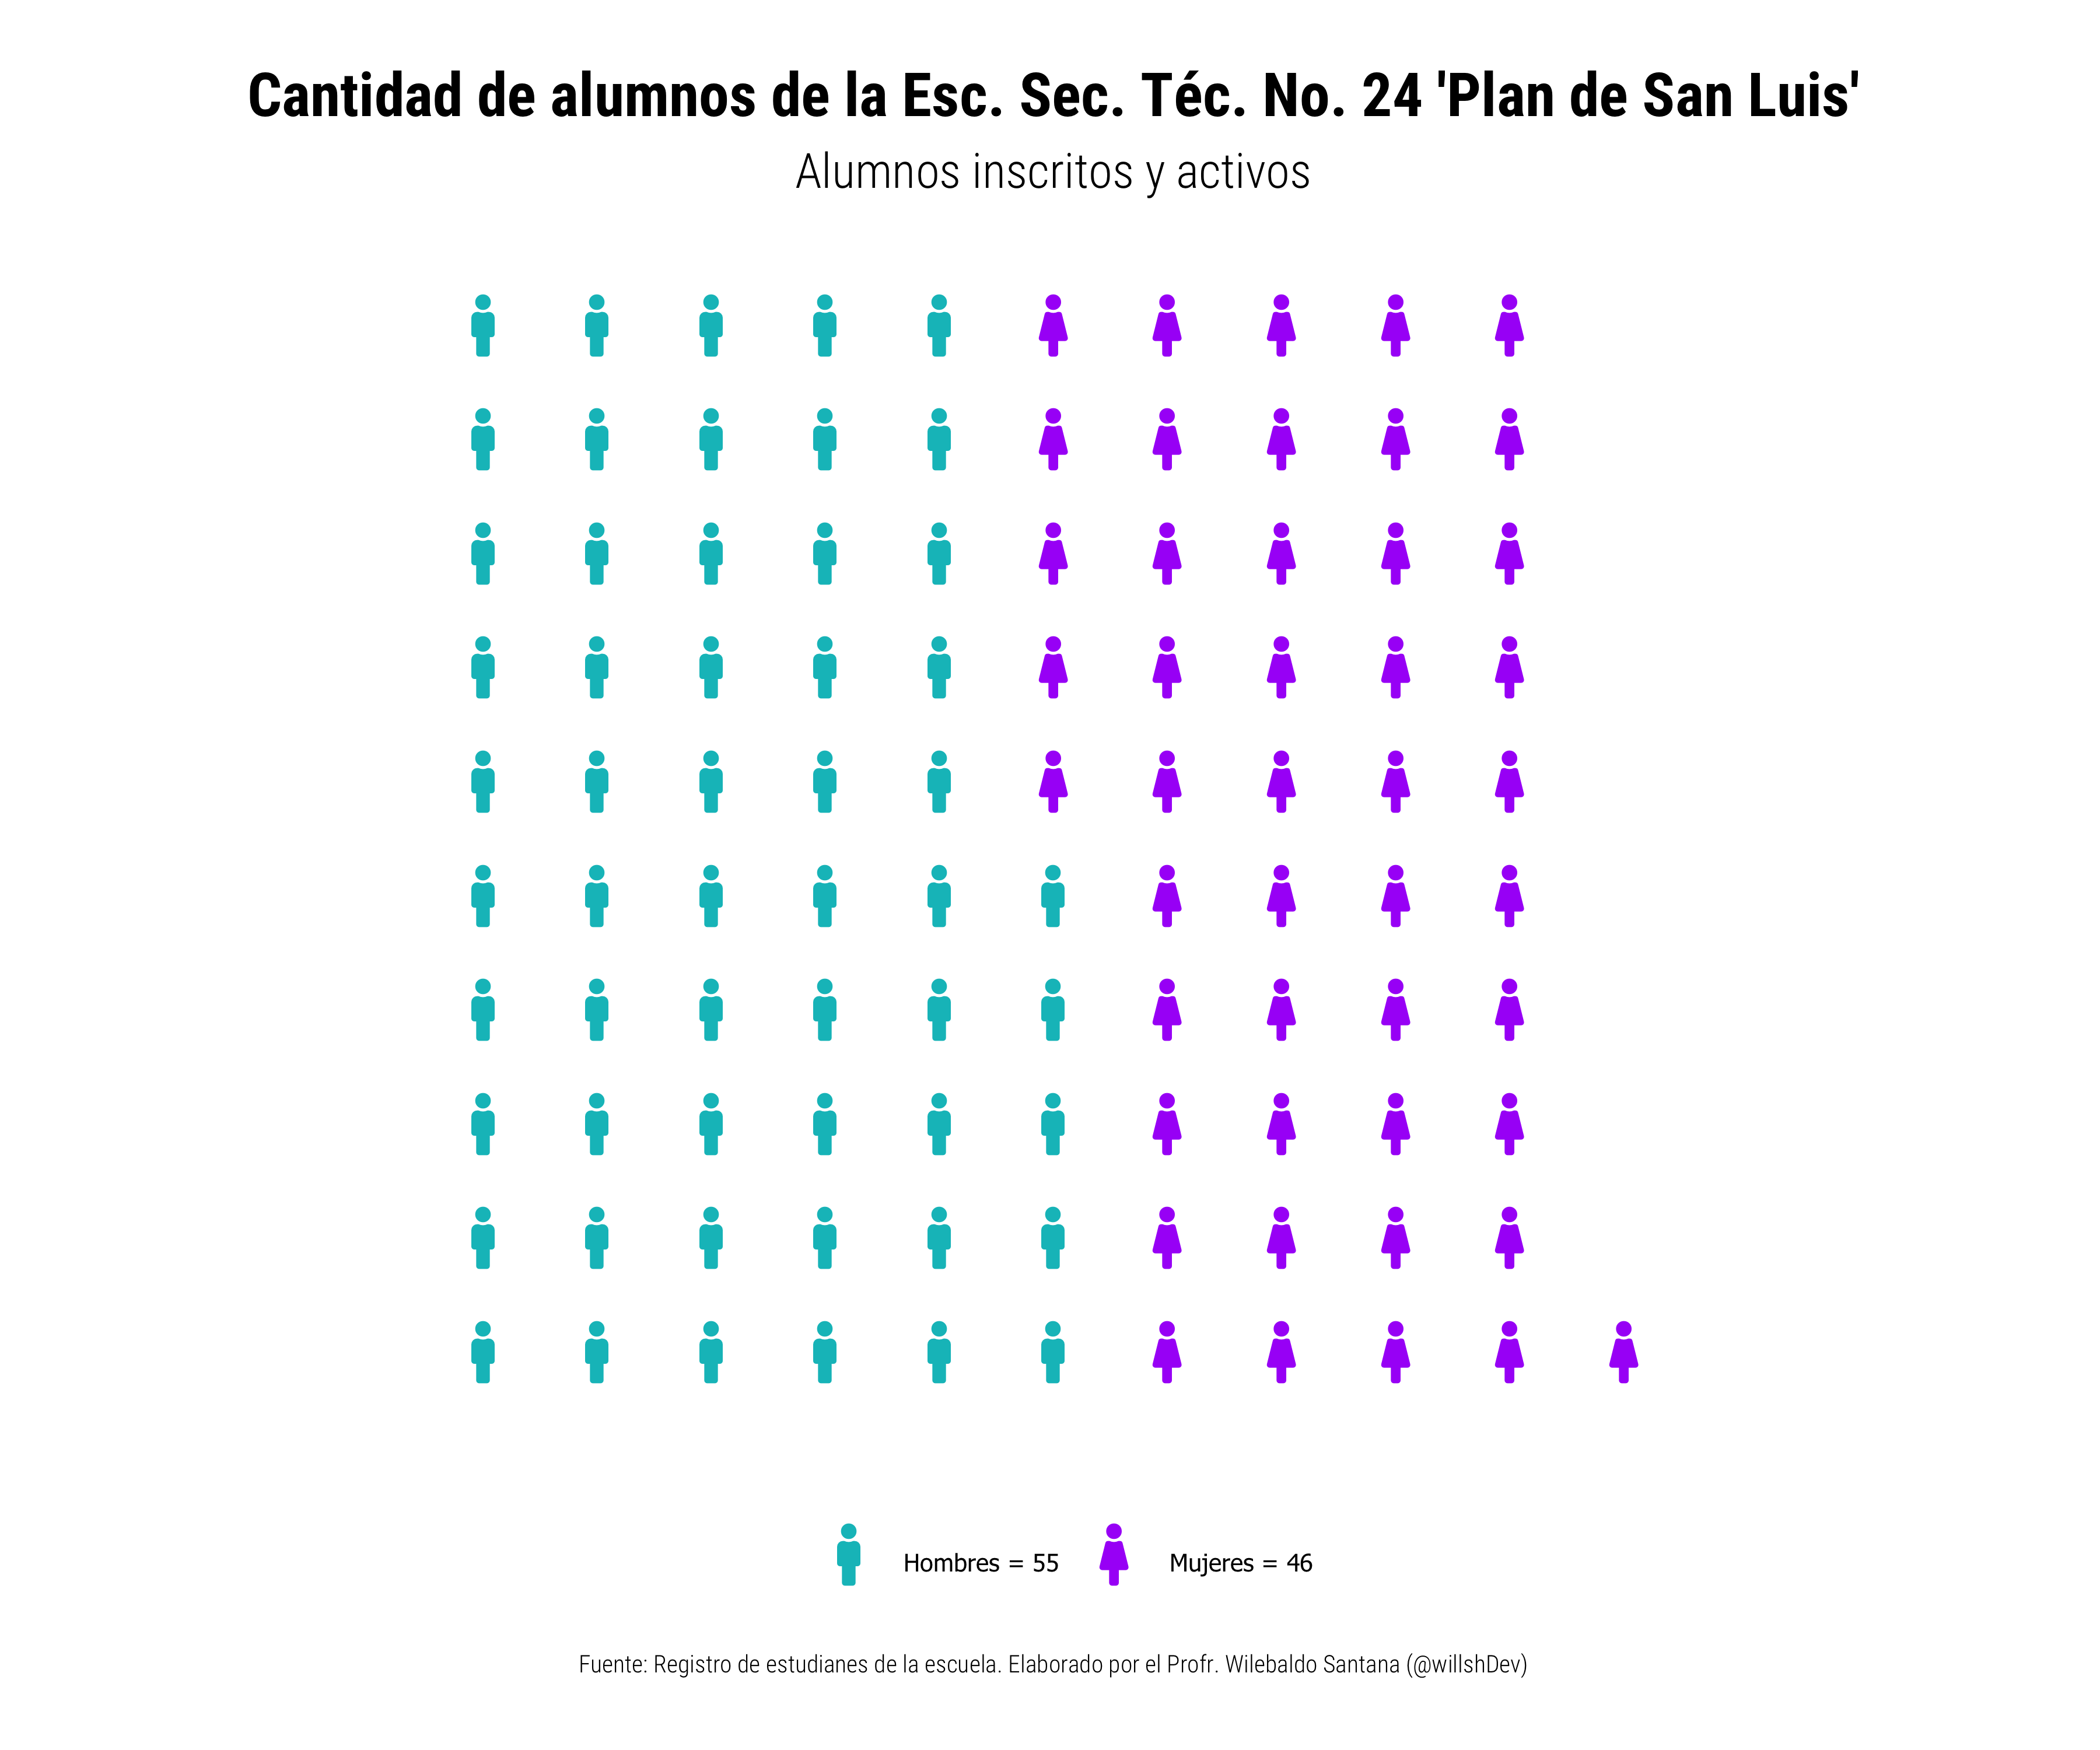 Cantidad de alumnos de la Esc. Sec. Téc. No. 24 'Plan de San Luis'
Alumnos inscritos y activos
Hombres = 55 Mujeres = 46
Fuente: Registro de estudianes de la escuela. Elaborado por el Profr. Wilebaldo Santana (@willshDev)